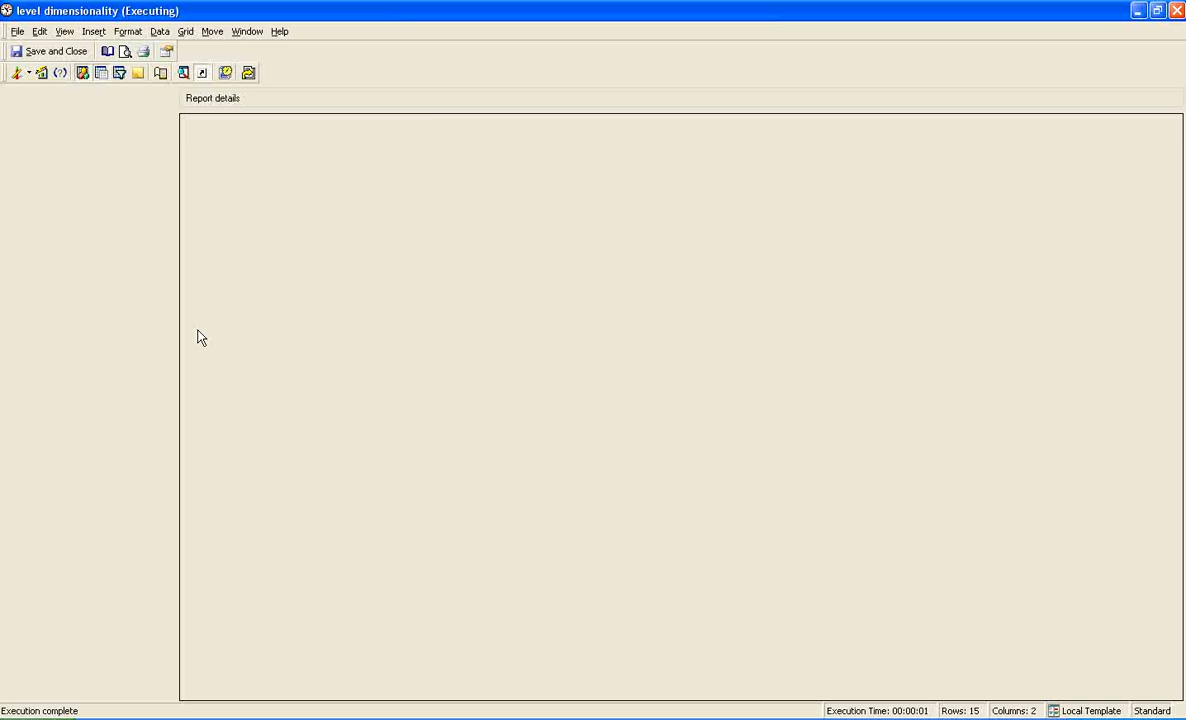 level dimensionality (Executing)
File Edit View Insert Format Data Grid Move Window Help
Save and Close
Report details
Execution complete Execution Time: 00:00:01 Rows: 15 Columns: 2 Local Template Standard